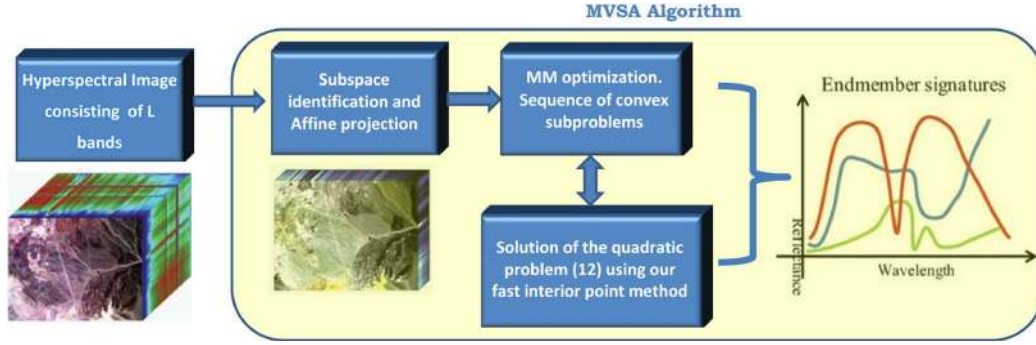 MVSA Algorithm
Hyperspectral Image
consisting of L
bands
Subspace
identification and
Affine projection
MM optimization.
Sequence of convex
subproblems
Solution of the quadratic
problem (12) using our
fast interior point method
Endmember signatures
Reflectance
Wavelength